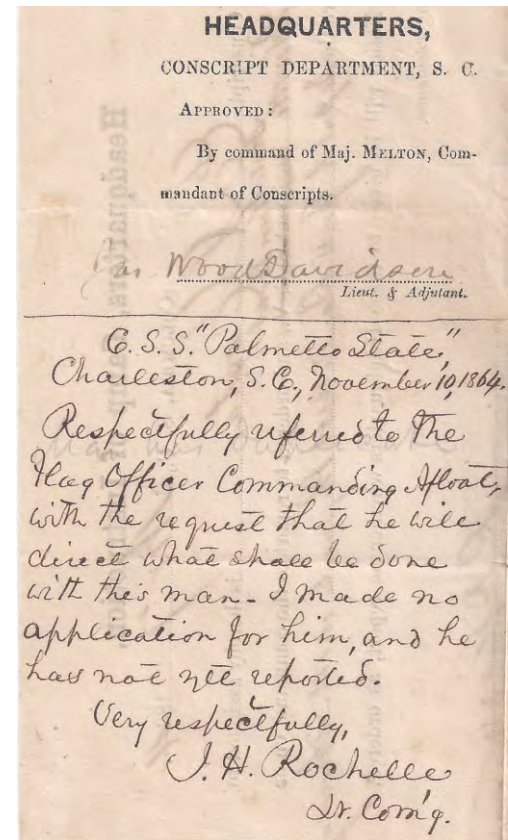 HEADQUARTERS,
CONSCRIPT DEPARTMENT, S. C.
APPROVED:
By command of Maj. MELTON, Com-
mandant of Conscripts.
Jas Wood Davidson
Lieut. & Adjutant.
C. S. S. "Palmetto State,"
Charleston, S.C., November 10, 1864.
Respectfully referred to the
Flag Officer Commanding Afloat,
with the request that he will
direct what shall be done
with this man - I made no
application for him, and he
has not yet reported.
Very respectfully,
J. H. Rochelle
Lt. Com'g.